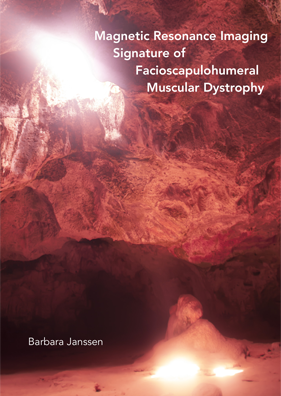 Magnetic Resonance Imaging
Signature of
Facioscapulohumeral
Muscular Dystrophy
Barbara Janssen